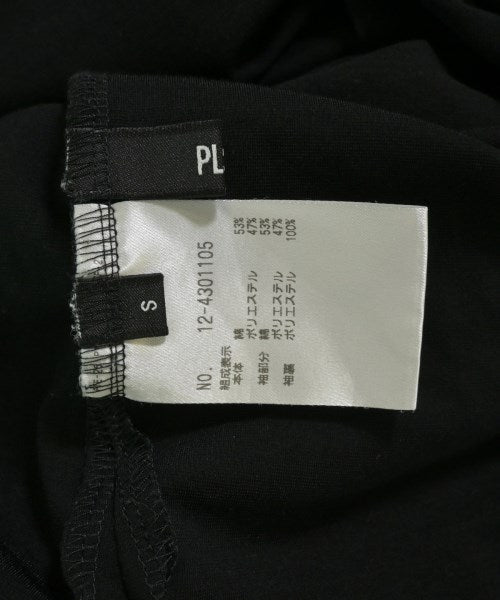 PL
S
NO. 12-4301105
組成表示
本体 綿 53%
ポリエステル 47%
袖部分 綿 53%
ポリエステル 47%
袖裏 ポリエステル 100%